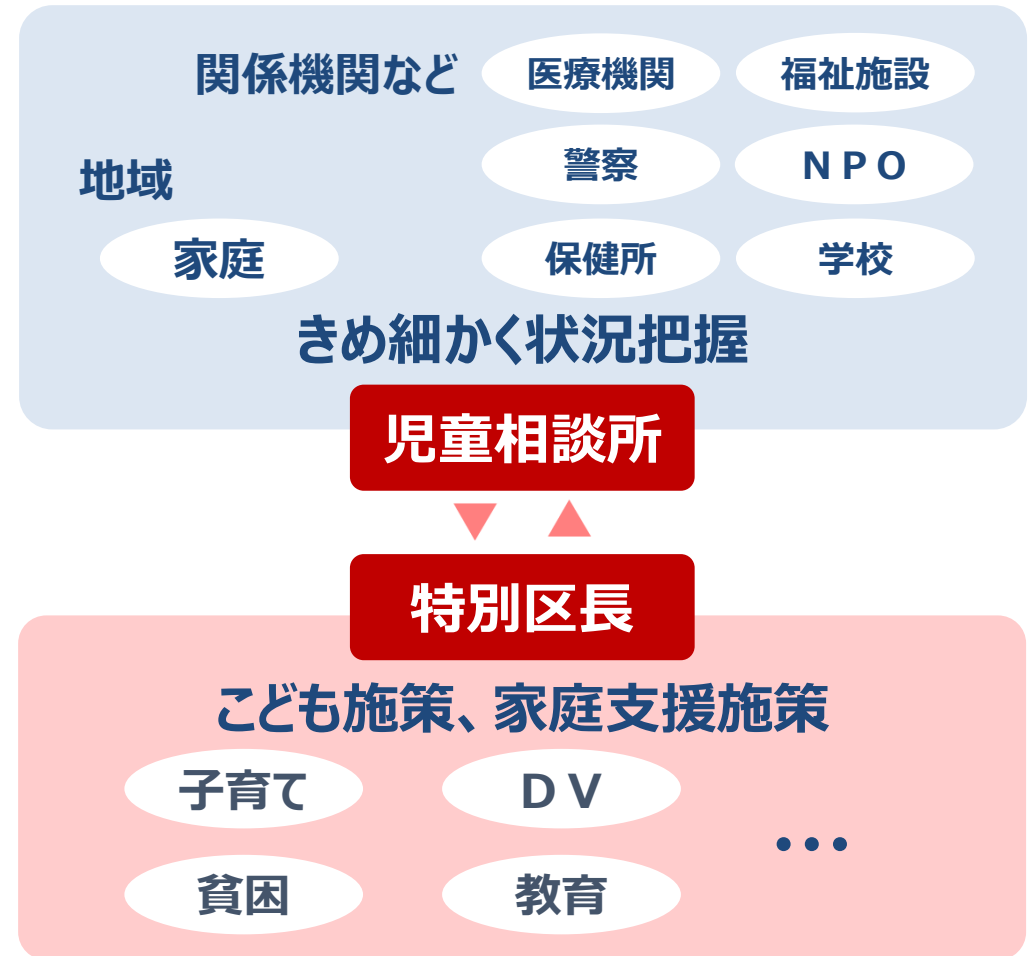 関係機関など
医療機関
福祉施設
地域
警察
ＮＰＯ
家庭
保健所
学校
きめ細かく状況把握
児童相談所
特別区長
こども施策、家庭支援施策
子育て
ＤＶ
貧困
教育
…